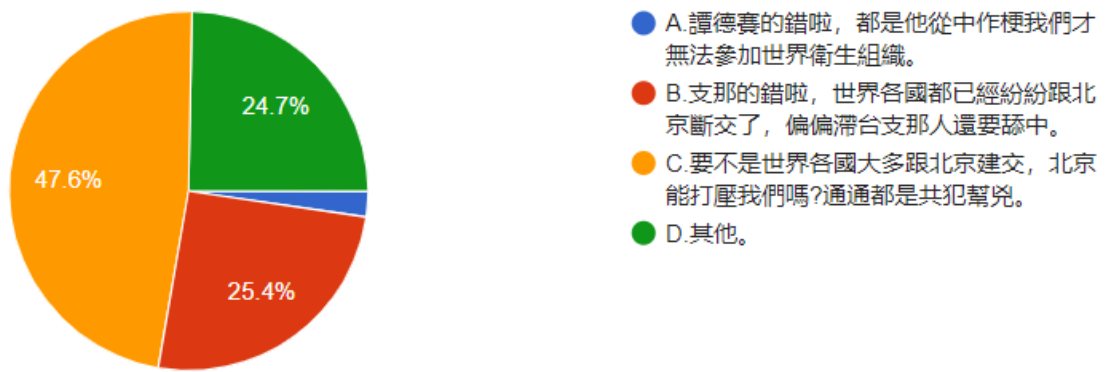 24.7%
47.6%
25.4%
A.譚德賽的錯啦，都是他從中作梗我們才
無法參加世界衛生組織。
B.支那的錯啦，世界各國都已經紛紛跟北
京斷交了，偏偏滯台支那人還要舔中。
C.要不是世界各國大多跟北京建交，北京
能打壓我們嗎?通通都是共犯幫兇。
D.其他。